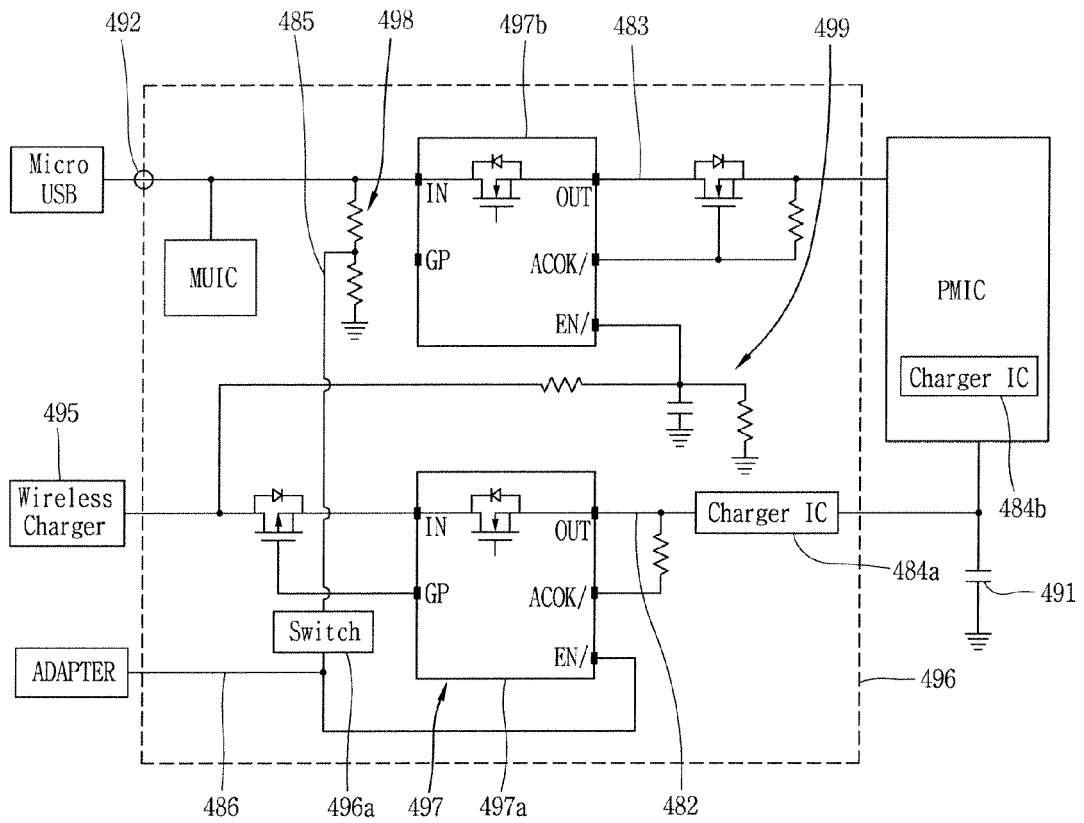 492
485
498
497b
483
499
Micro
USB
IN
OUT
MUIC
GP
ACOK/
PMIC
EN/
Charger IC
495
Wireless
Charger
IN
OUT
Charger IC
484b
484a
491
GP
ACOK/
Switch
EN/
ADAPTER
496
486
496a
497
497a
482